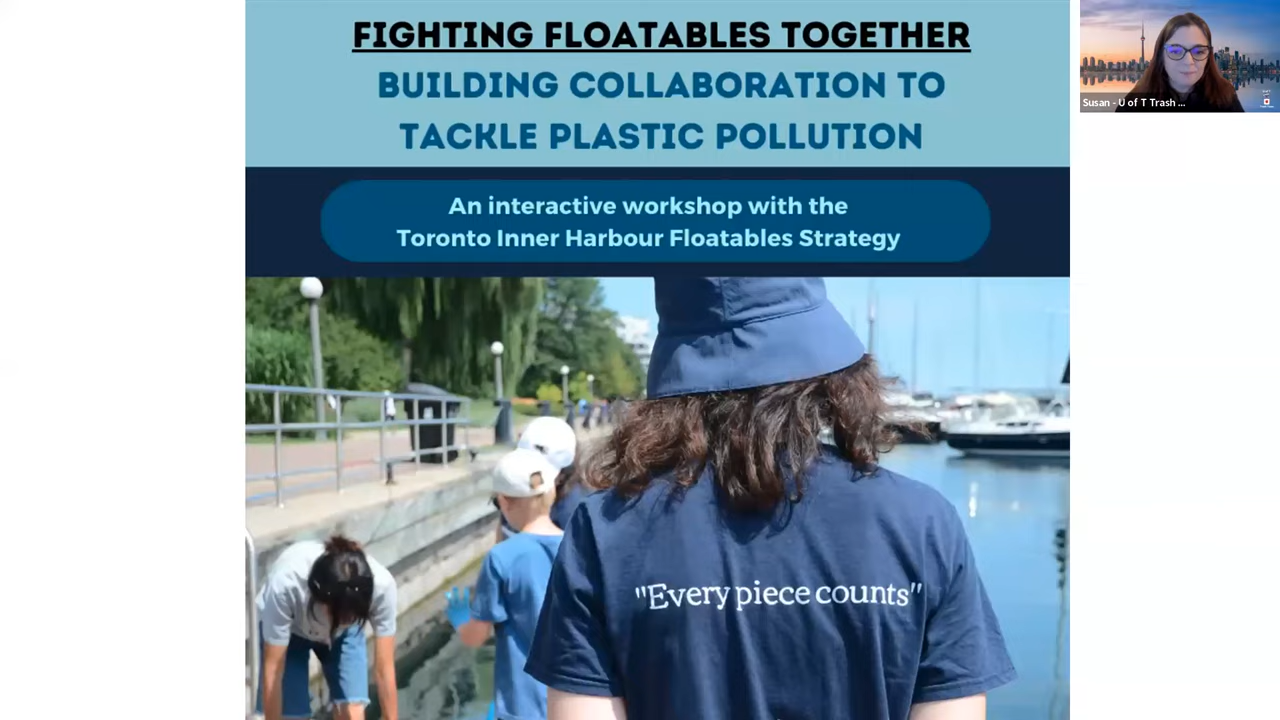 FIGHTING FLOATABLES TOGETHER
BUILDING COLLABORATION TO
TACKLE PLASTIC POLLUTION
An interactive workshop with the
Toronto Inner Harbour Floatables Strategy
"Every piece counts"
Susan - U of T Trash ...